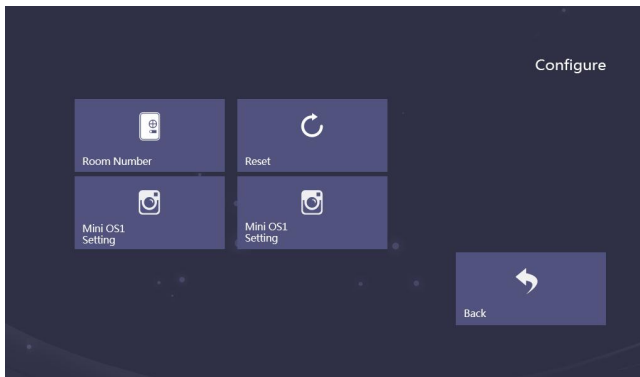 Configure
Room Number
Reset
Mini OS1
Setting
Mini OS1
Setting
Back